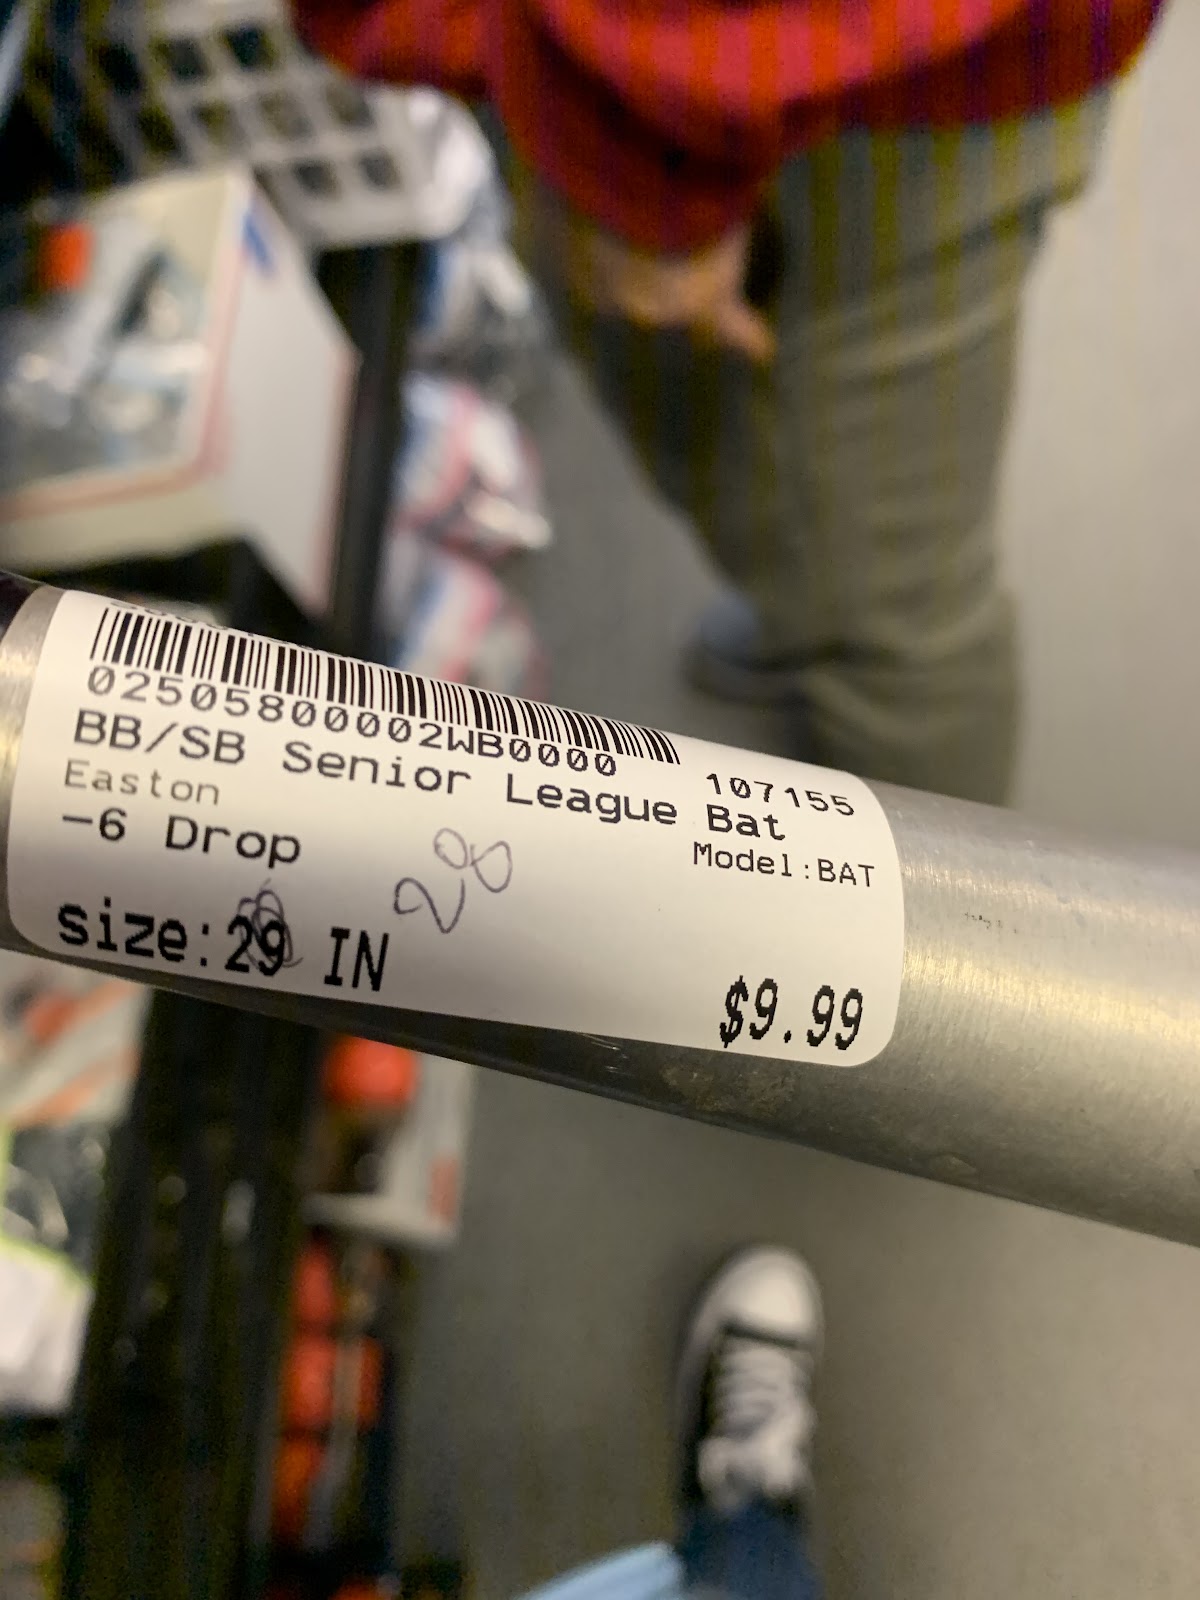 02505800002WB0000
107155
BB/SB Senior League Bat
Easton
Model:BAT
-6 Drop
28
size:29 IN
$9.99